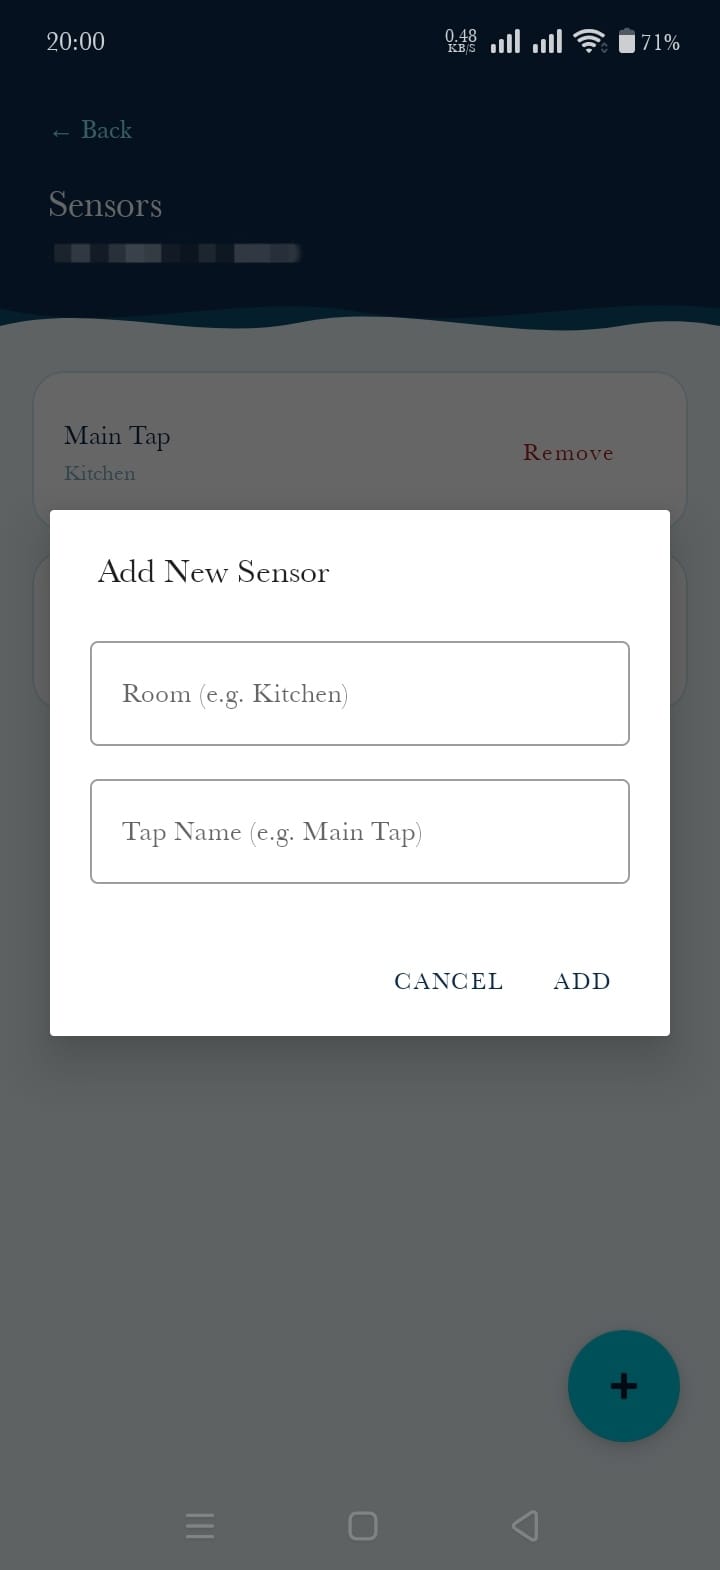 20:00
0.48
KB/S
71%
← Back
Sensors
Main Tap
Kitchen
Remove
Add New Sensor
Room (e.g. Kitchen)
Tap Name (e.g. Main Tap)
CANCEL ADD
+